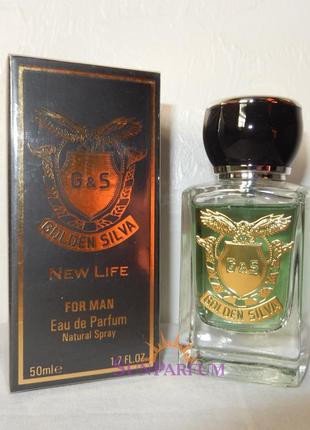 G&S
GOLDEN SILVA
NEW LIFE
FOR MAN
Eau de Parfum
Natural Spray
50ml e 1.7 FL.OZ
G&S
GOLDEN SILVA
SUNPARFUM